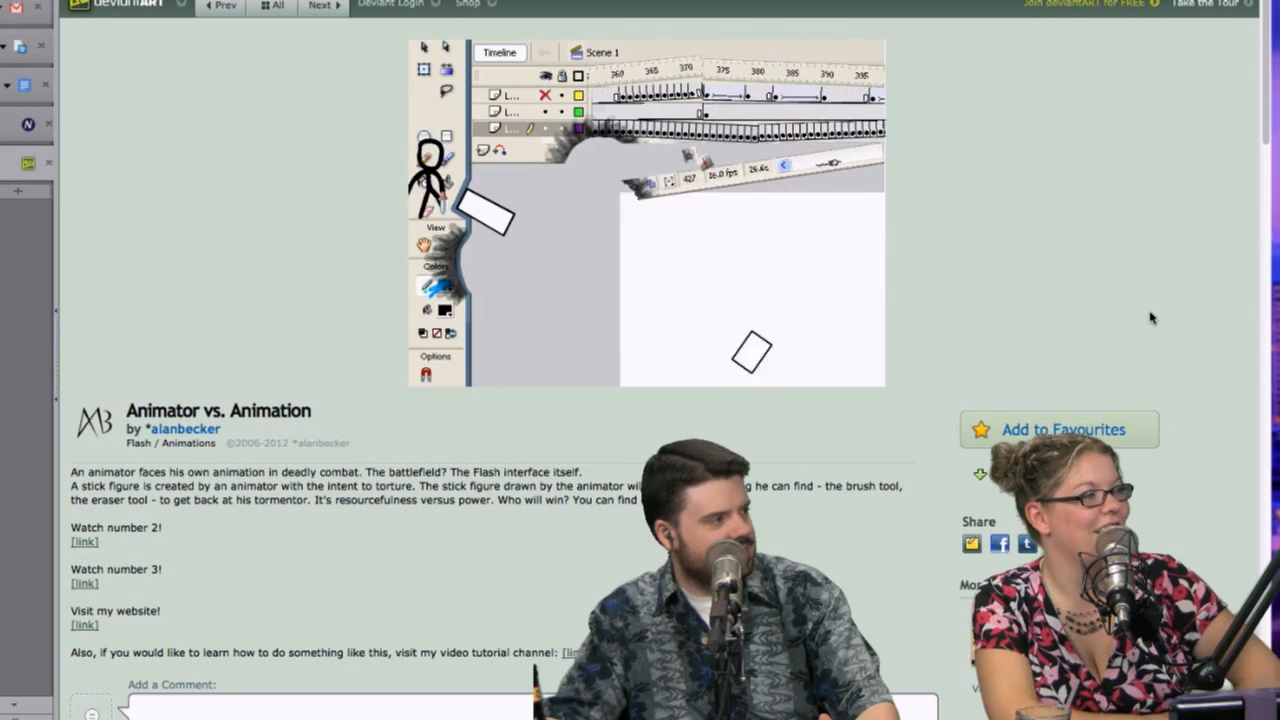 deviantART
Prev
All
Next
Deviant Login
Shop
Join deviantART for FREE
Take the Tour
Timeline
Scene 1
360 365 370 375 380 385 390 395
L...
L...
L...
427 16.0 fps 26.6s
View
Colors
Options
Animator vs. Animation
by *alanbecker
Flash / Animations ©2006-2012 *alanbecker
Add to Favourites
An animator faces his own animation in deadly combat. The battlefield? The Flash interface itself.
A stick figure is created by an animator with the intent to torture. The stick figure drawn by the animator wil g he can find - the brush tool,
the eraser tool - to get back at his tormentor. It's resourcefulness versus power. Who will win? You can find
Share
Watch number 2!
[link]
Watch number 3!
[link]
Visit my website!
[link]
Also, if you would like to learn how to do something like this, visit my video tutorial channel:
Add a Comment: